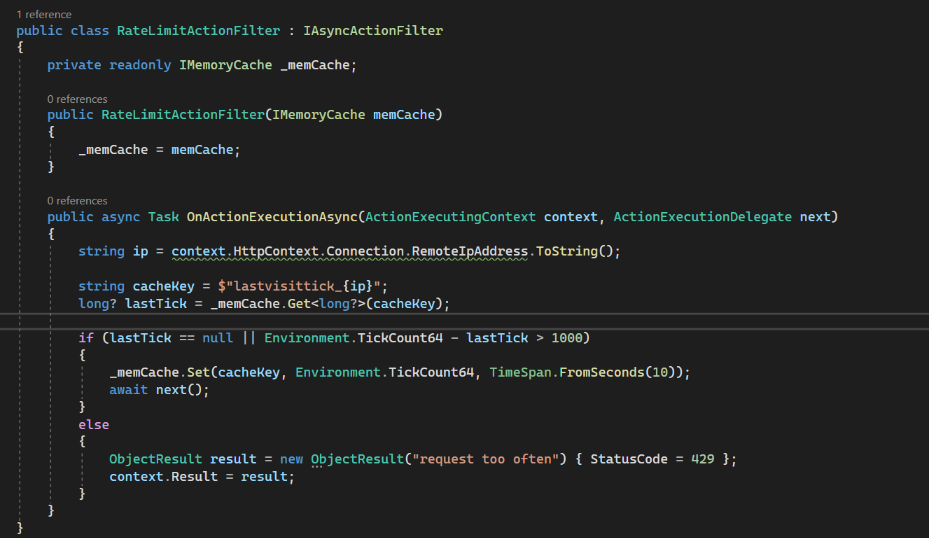 1 reference
public class RateLimitActionFilter : IAsyncActionFilter
{
private readonly IMemoryCache _memCache;
0 references
public RateLimitActionFilter(IMemoryCache memCache)
{
_memCache = memCache;
}
0 references
public async Task OnActionExecutionAsync(ActionExecutingContext context, ActionExecutionDelegate next)
{
string ip = context.HttpContext.Connection.RemoteIpAddress.ToString();
string cacheKey = $"lastvisittick_{ip}";
long? lastTick = _memCache.Get<long?>(cacheKey);
if (lastTick == null || Environment.TickCount64 - lastTick > 1000)
{
_memCache.Set(cacheKey, Environment.TickCount64, TimeSpan.FromSeconds(10));
await next();
}
else
{
ObjectResult result = new ObjectResult("request too often") { StatusCode = 429 };
context.Result = result;
}
}
}